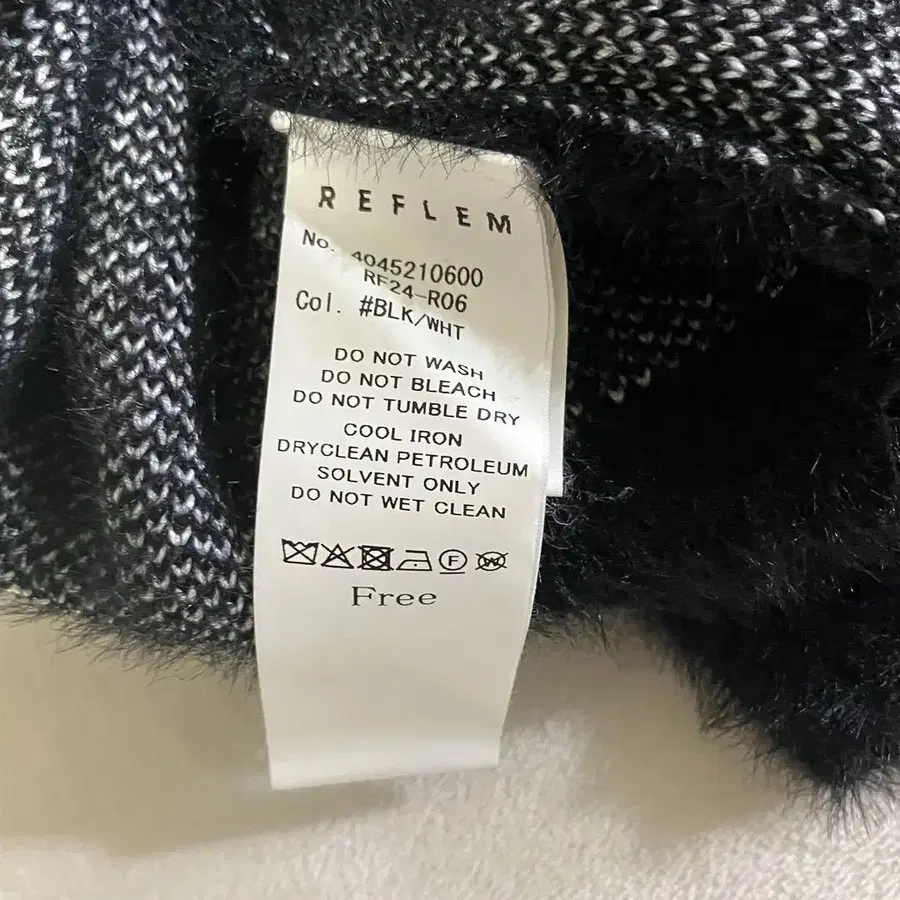 REFLEM
No. 4045210600
RF24-R06
Col. #BLK/WHT
DO NOT WASH
DO NOT BLEACH
DO NOT TUMBLE DRY
COOL IRON
DRYCLEAN PETROLEUM
SOLVENT ONLY
DO NOT WET CLEAN
F W
Free